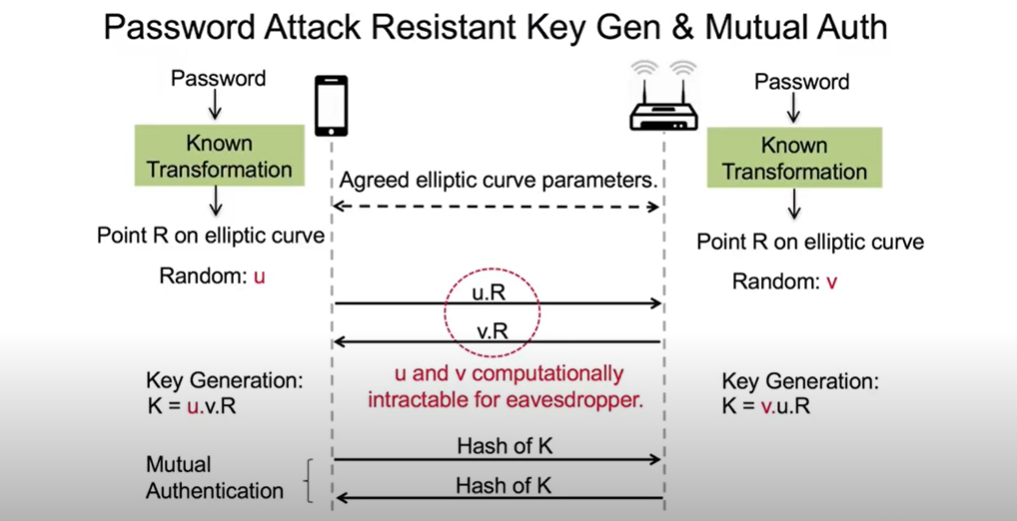 Password Attack Resistant Key Gen & Mutual Auth
Password
Known
Transformation
Point R on elliptic curve
Random: u
Agreed elliptic curve parameters.
Password
Known
Transformation
Point R on elliptic curve
Random: v
u.R
v.R
u and v computationally
intractable for eavesdropper.
Key Generation:
K = u.v.R
Key Generation:
K = v.u.R
Hash of K
Hash of K
Mutual
Authentication